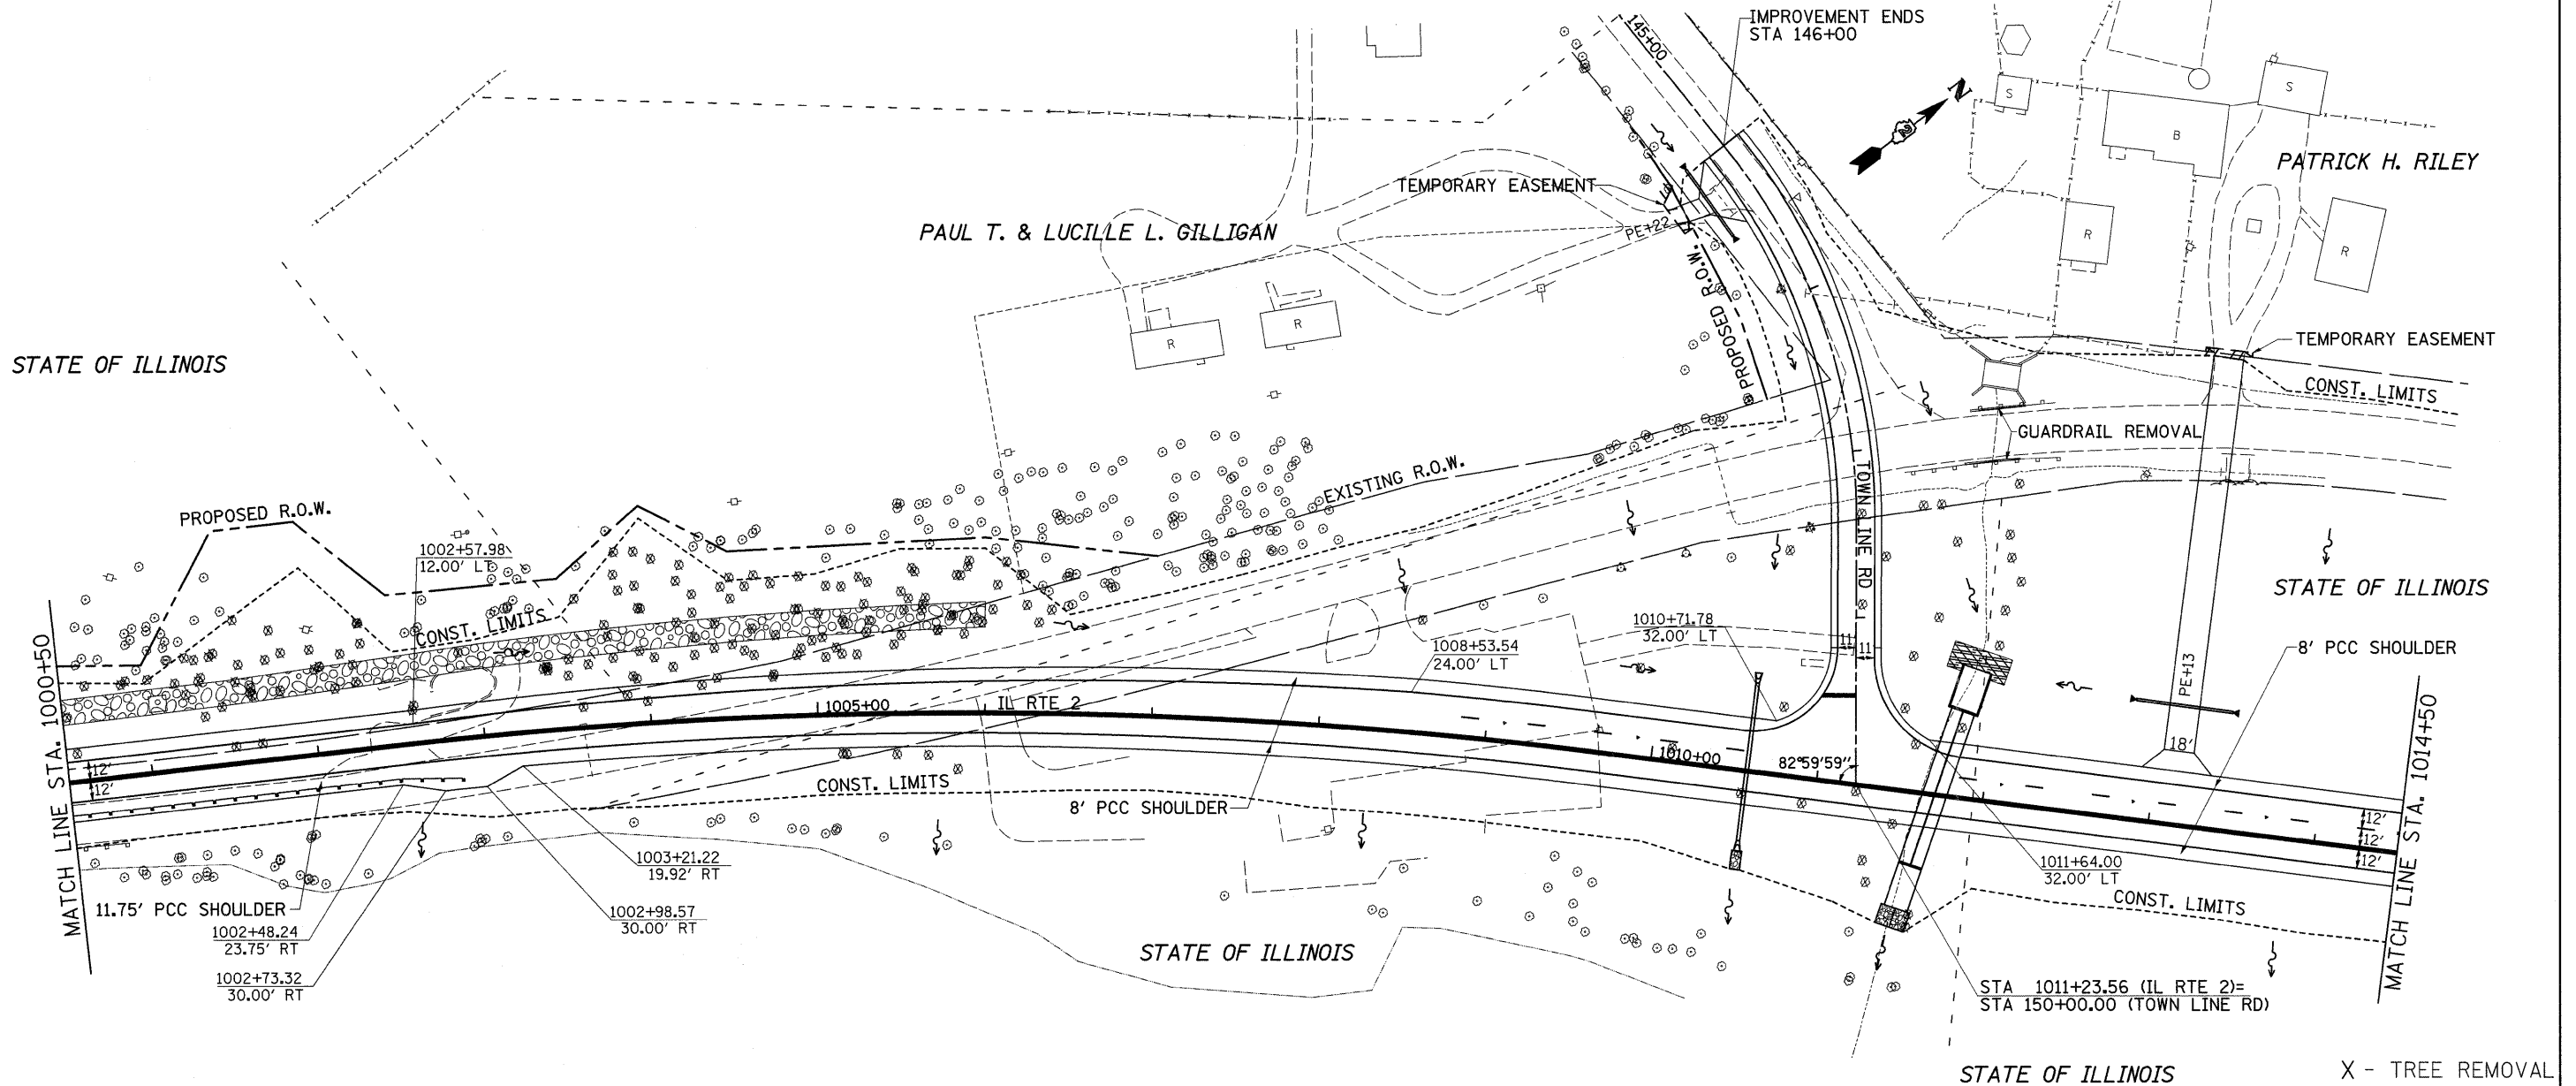 IMPROVEMENT ENDS
STA 146+00
145+00
N
2
S
S
B
PATRICK H. RILEY
TEMPORARY EASEMENT
PE+22
PAUL T. & LUCILLE L. GILLIGAN
R
R
PROPOSED R.O.W.
R
R
TEMPORARY EASEMENT
CONST. LIMITS
STATE OF ILLINOIS
GUARDRAIL REMOVAL
EXISTING R.O.W.
TOWN LINE RD
PROPOSED R.O.W.
1002+57.98
12.00' LT
CONST. LIMITS
STATE OF ILLINOIS
1010+71.78
32.00' LT
1008+53.54
24.00' LT
11'
11'
8' PCC SHOULDER
PE+13
18'
MATCH LINE STA. 1000+50
12'
12'
1005+00
IL RTE 2
1010+00
82°59'59"
CONST. LIMITS
8' PCC SHOULDER
12'
12'
12'
MATCH LINE STA. 1014+50
1003+21.22
19.92' RT
1011+64.00
32.00' LT
11.75' PCC SHOULDER
1002+98.57
30.00' RT
CONST. LIMITS
1002+48.24
23.75' RT
STATE OF ILLINOIS
1002+73.32
30.00' RT
STA 1011+23.56 (IL RTE 2)=
STA 150+00.00 (TOWN LINE RD)
STATE OF ILLINOIS
X - TREE REMOVAL